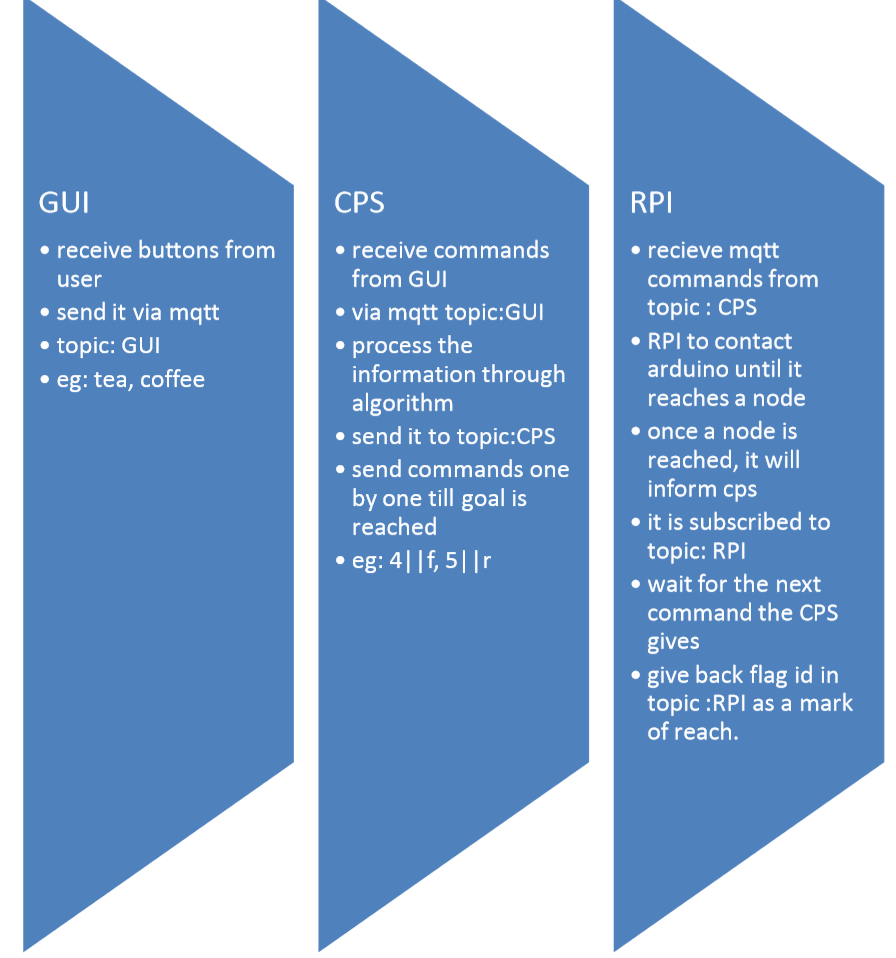 GUI
• receive buttons from
user
• send it via mqtt
• topic: GUI
• eg: tea, coffee
CPS
• receive commands
from GUI
• via mqtt topic:GUI
• process the
information through
algorithm
• send it to topic:CPS
• send commands one
by one till goal is
reached
• eg: 4||f, 5||r
RPI
• recieve mqtt
commands from
topic : CPS
• RPI to contact
arduino until it
reaches a node
• once a node is
reached, it will
inform cps
• it is subscribed to
topic: RPI
• wait for the next
command the CPS
gives
• give back flag id in
topic :RPI as a mark
of reach.